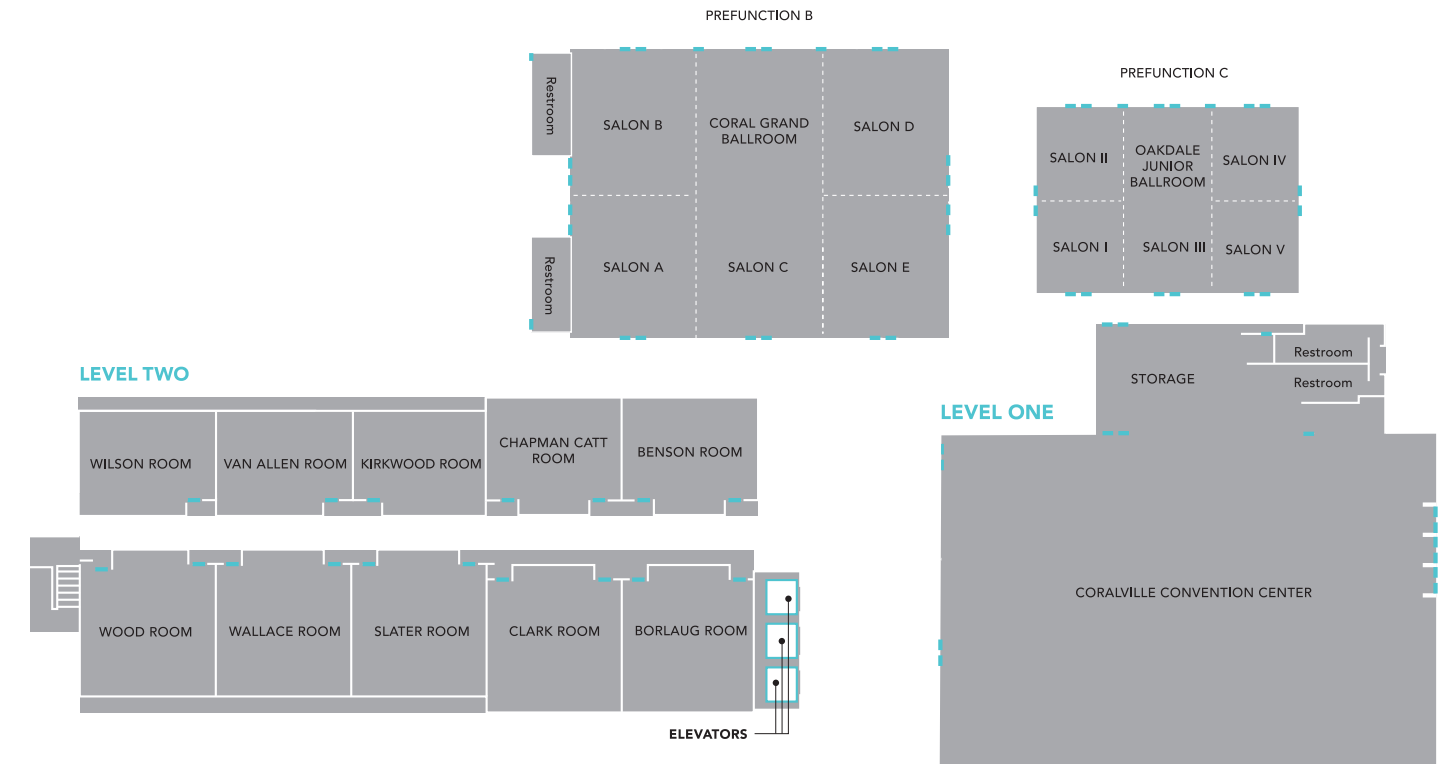 PREFUNCTION B
PREFUNCTION C
Restroom
SALON B
CORAL GRAND
BALLROOM
SALON D
SALON II
OAKDALE
JUNIOR
BALLROOM
SALON IV
Restroom
SALON A
SALON C
SALON E
SALON I
SALON III
SALON V
LEVEL TWO
WILSON ROOM
VAN ALLEN ROOM
KIRKWOOD ROOM
CHAPMAN CATT
ROOM
BENSON ROOM
WOOD ROOM
WALLACE ROOM
SLATER ROOM
CLARK ROOM
BORLAUG ROOM
ELEVATORS
LEVEL ONE
STORAGE
Restroom
Restroom
CORALVILLE CONVENTION CENTER